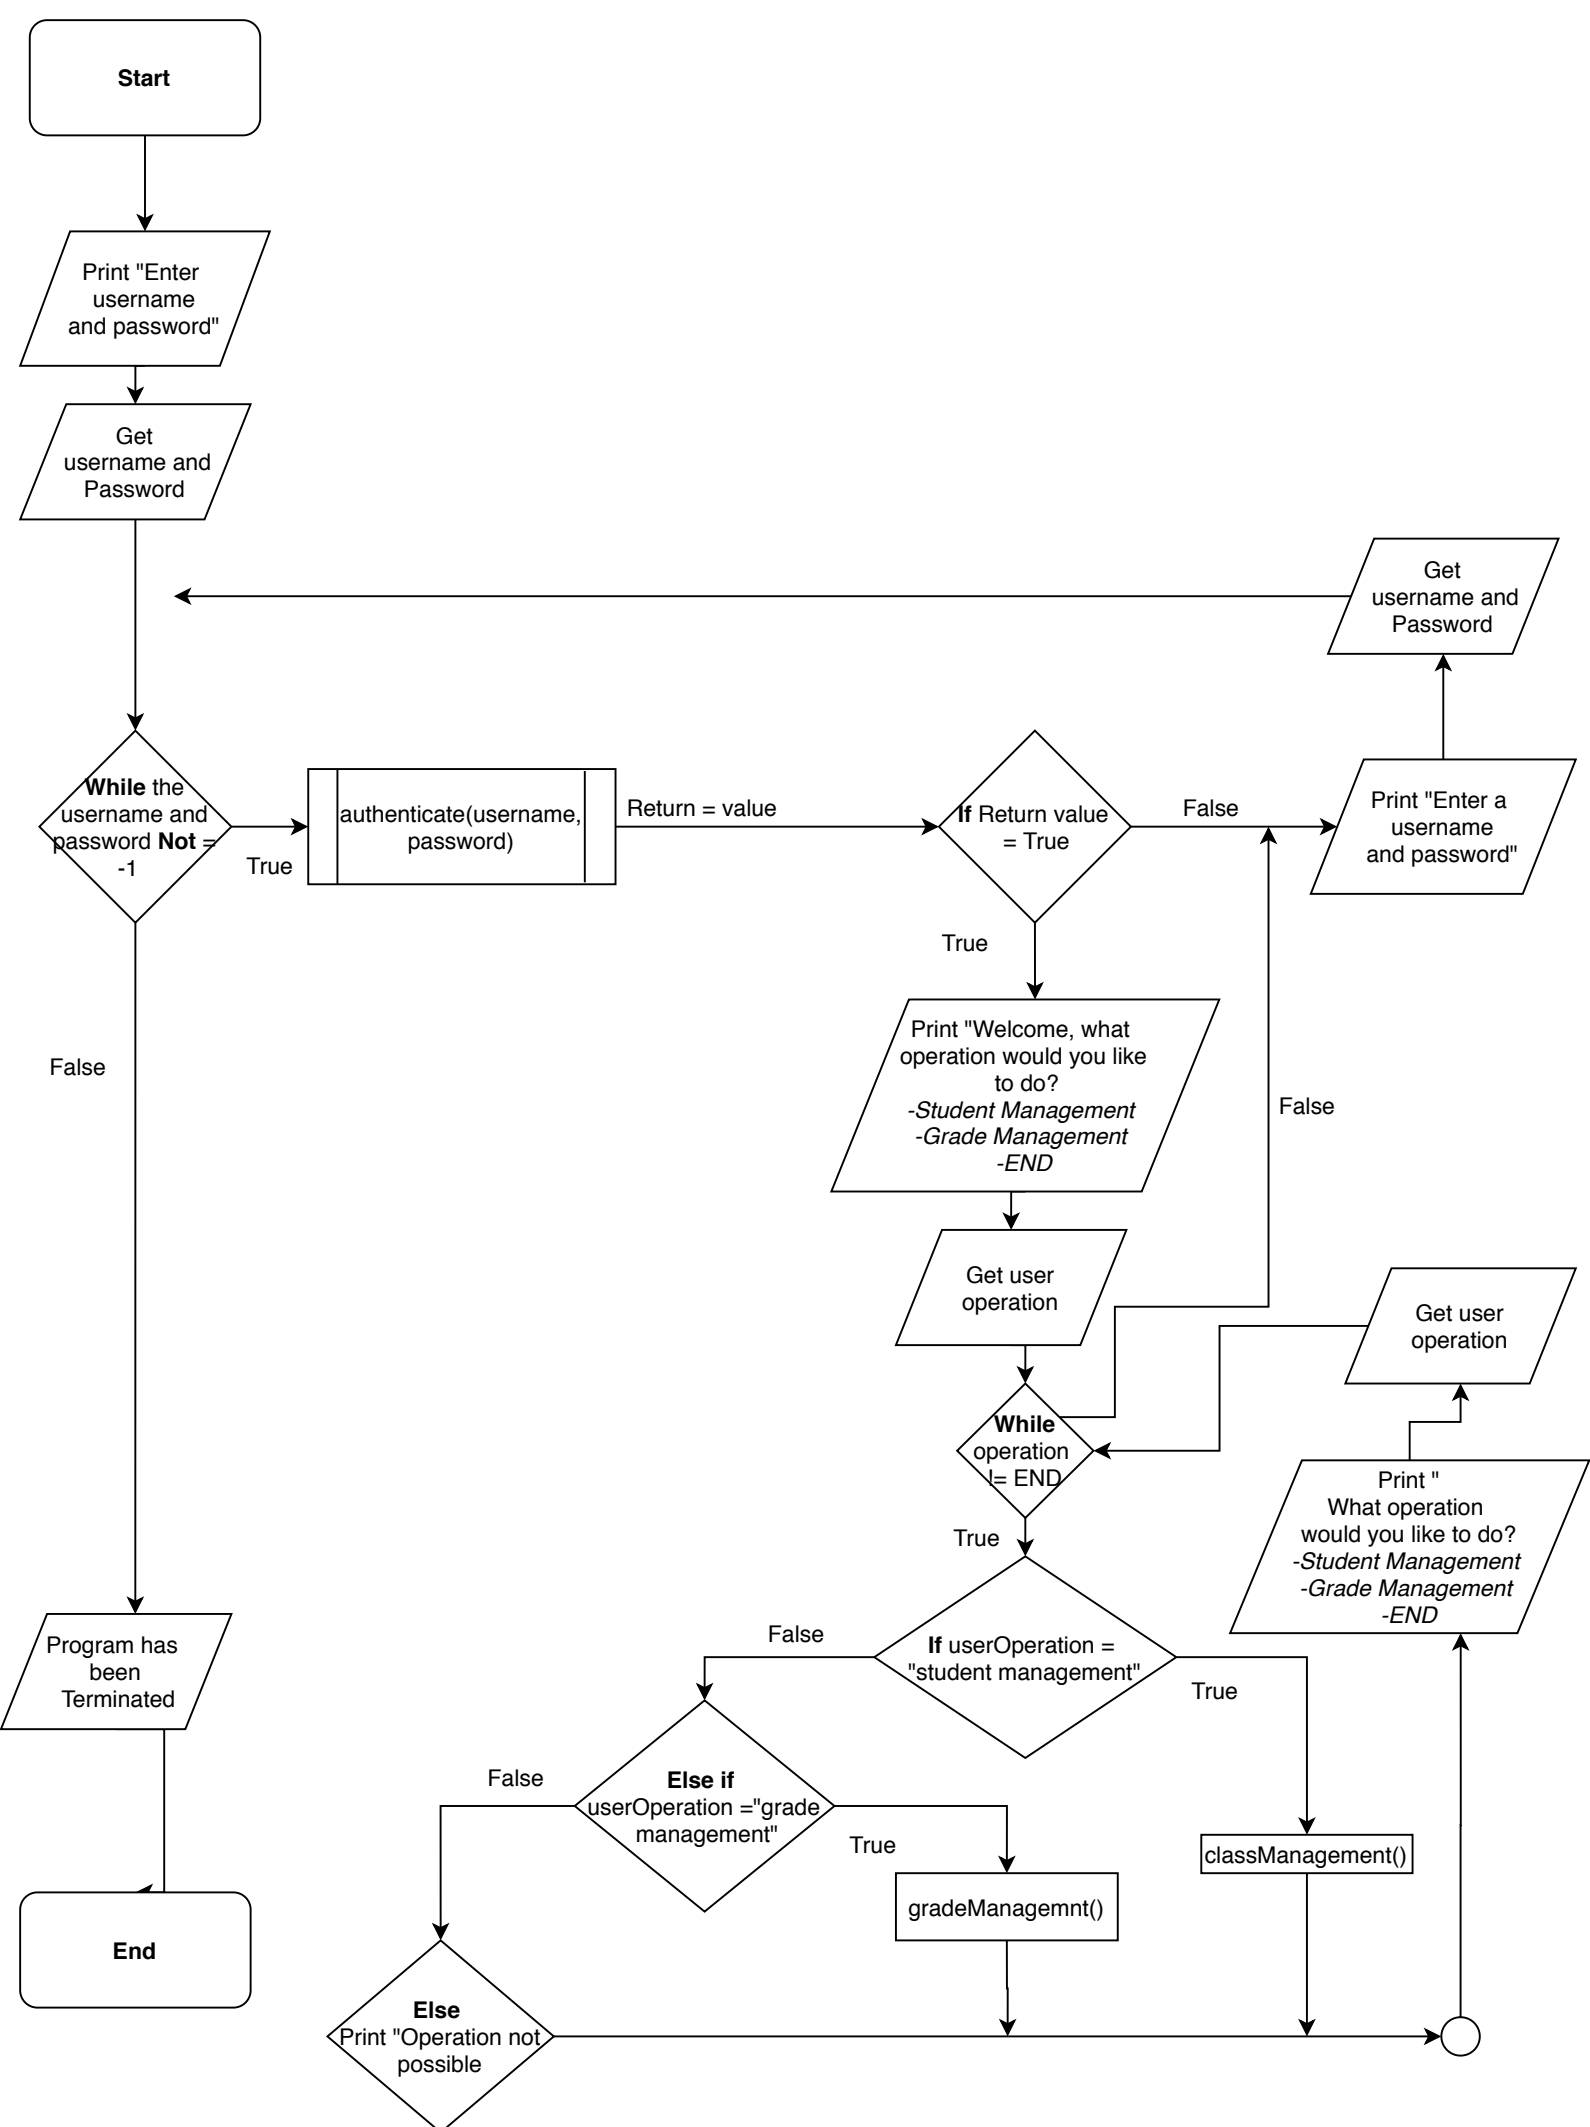 Start
Print "Enter
username
and password"
Get
username and
Password
Get
username and
Password
While the
username and
password Not =
-1
True
authenticate(username,
password)
Return = value
If Return value
= True
False
Print "Enter a
username
and password"
True
False
Print "Welcome, what
operation would you like
to do?
-Student Management
-Grade Management
-END
False
Get user
operation
Get user
operation
While
operation
!= END
True
Print "
What operation
would you like to do?
-Student Management
-Grade Management
-END
If userOperation =
"student management"
False
True
Program has
been
Terminated
Else if
userOperation ="grade
management"
False
True
classManagement()
gradeManagemnt()
End
Else
Print "Operation not
possible